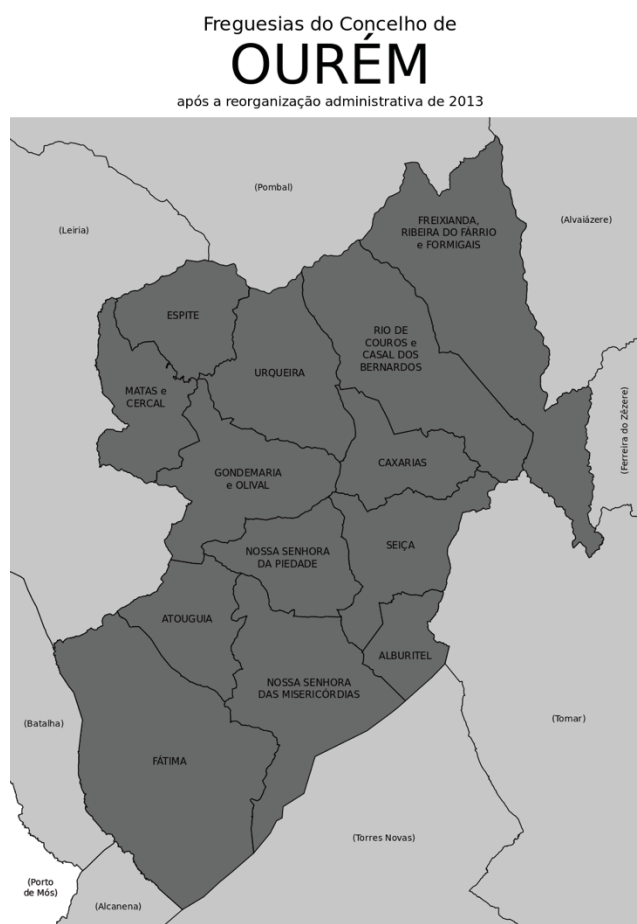 Freguesias do Concelho de
OURÉM
após a reorganização administrativa de 2013
(Pombal)
(Leiria)
FREIXIANDA,
RIBEIRA DO FÁRRIO
e FORMIGAIS
(Alvaiázere)
ESPITE
RIO DE
COUROS e
CASAL DOS
BERNARDOS
URQUEIRA
MATAS e
CERCAL
(Ferreira do Zêzere)
CAXARIAS
GONDEMARIA
e OLIVAL
SEIÇA
NOSSA SENHORA
DA PIEDADE
ATOUGUIA
ALBURITEL
NOSSA SENHORA
DAS MISERICÓRDIAS
(Batalha)
(Tomar)
FÁTIMA
(Torres Novas)
(Porto
de Mós)
(Alcanena)